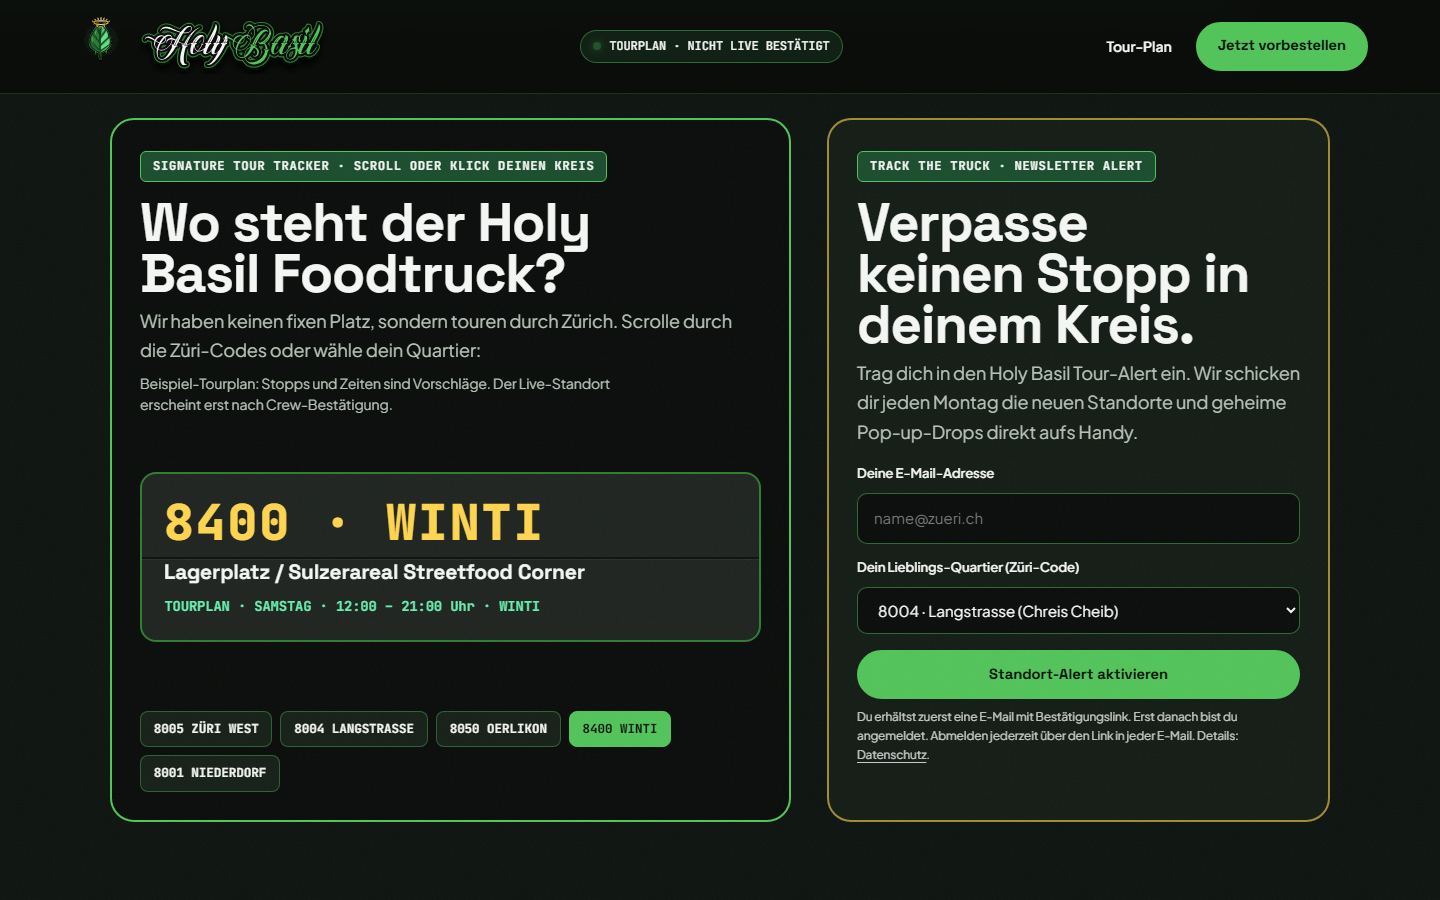 Holy Basil
TOURPLAN · NICHT LIVE BESTÄTIGT
Tour-Plan
Jetzt vorbestellen
SIGNATURE TOUR TRACKER · SCROLL ODER KLICK DEINEN KREIS
Wo steht der Holy
Basil Foodtruck?
Wir haben keinen fixen Platz, sondern touren durch Zürich. Scrolle durch
die Züri-Codes oder wähle dein Quartier:
Beispiel-Tourplan: Stopps und Zeiten sind Vorschläge. Der Live-Standort
erscheint erst nach Crew-Bestätigung.
8400 · WINTI
Lagerplatz / Sulzerareal Streetfood Corner
TOURPLAN · SAMSTAG · 12:00 – 21:00 Uhr · WINTI
8005 ZÜRI WEST
8004 LANGSTRASSE
8050 OERLIKON
8400 WINTI
8001 NIEDERDORF
TRACK THE TRUCK · NEWSLETTER ALERT
Verpasse
keinen Stopp in
deinem Kreis.
Trag dich in den Holy Basil Tour-Alert ein. Wir schicken
dir jeden Montag die neuen Standorte und geheime
Pop-up-Drops direkt aufs Handy.
Deine E-Mail-Adresse
name@zueri.ch
Dein Lieblings-Quartier (Züri-Code)
8004 · Langstrasse (Chreis Cheib)
Standort-Alert aktivieren
Du erhältst zuerst eine E-Mail mit Bestätigungslink. Erst danach bist du
angemeldet. Abmelden jederzeit über den Link in jeder E-Mail. Details:
Datenschutz.